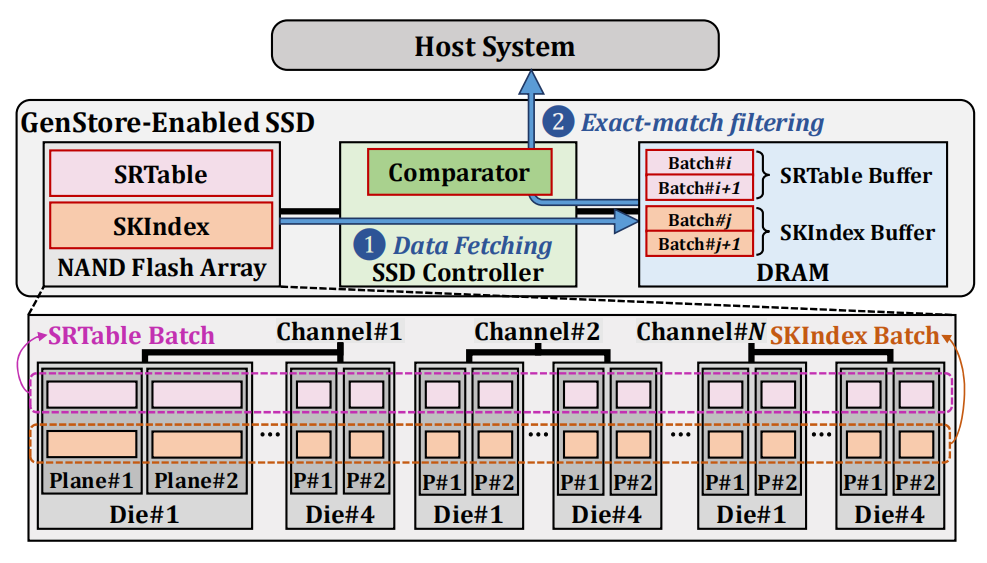 Host System
GenStore-Enabled SSD
2 Exact-match filtering
SRTable
SKIndex
NAND Flash Array
Comparator
1 Data Fetching
SSD Controller
Batch#i
Batch#i+1
SRTable Buffer
Batch#j
Batch#j+1
SKIndex Buffer
DRAM
SRTable Batch
Channel#1
Channel#2
Channel#N
SKIndex Batch
... ... ... ...
Plane#1 Plane#2 P#1 P#2 P#1 P#2 P#1 P#2 P#1 P#2 P#1 P#2
Die#1 Die#4 Die#1 Die#4 Die#1 Die#4